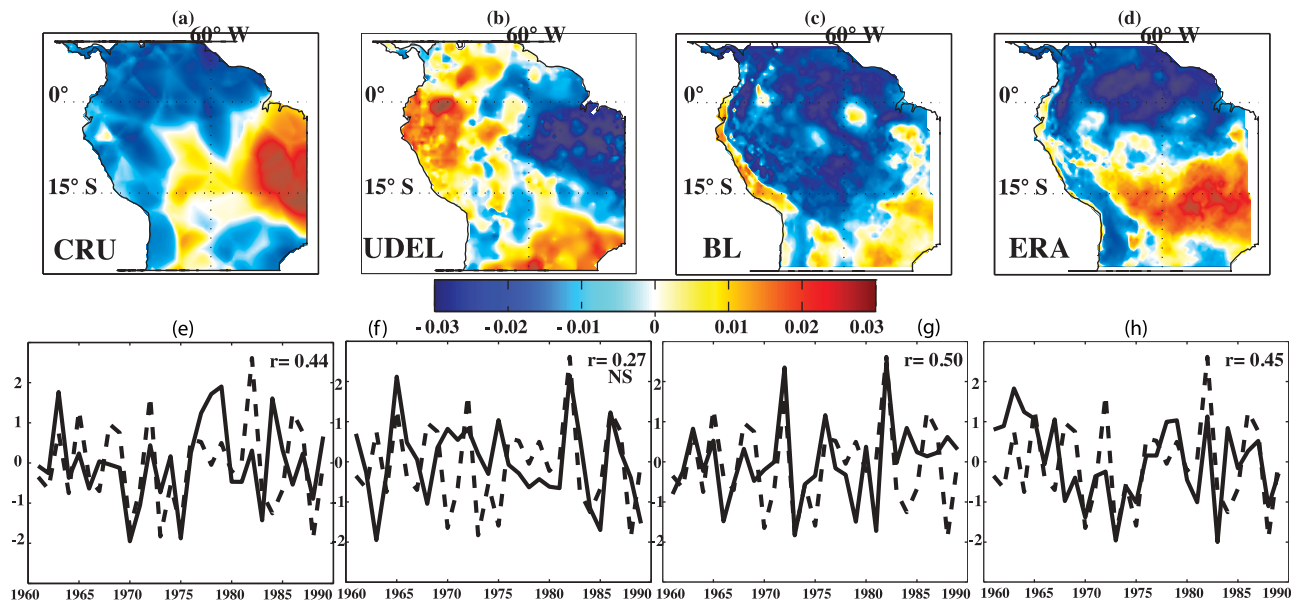 (a) (b) (c) (d)
60° W 60° W 60° W 60° W
0° 0° 0° 0°
15° S 15° S 15° S 15° S
CRU UDEL BL ERA
-0.03 -0.02 -0.01 0 0.01 0.02 0.03
(e) (f) (g) (h)
r= 0.44 r= 0.27 r= 0.50 r= 0.45
NS
2 2 2 2
1 1 1 1
0 0 0 0
-1 -1 -1 -1
-2 -2 -2 -2
1960 1970 1975 1980 1985 1990 1960 1965 1970 1975 1980 1985 1990 1960 1965 1970 1975 1980 1985 1990 1960 1965 1970 1975 1980 1985 1990